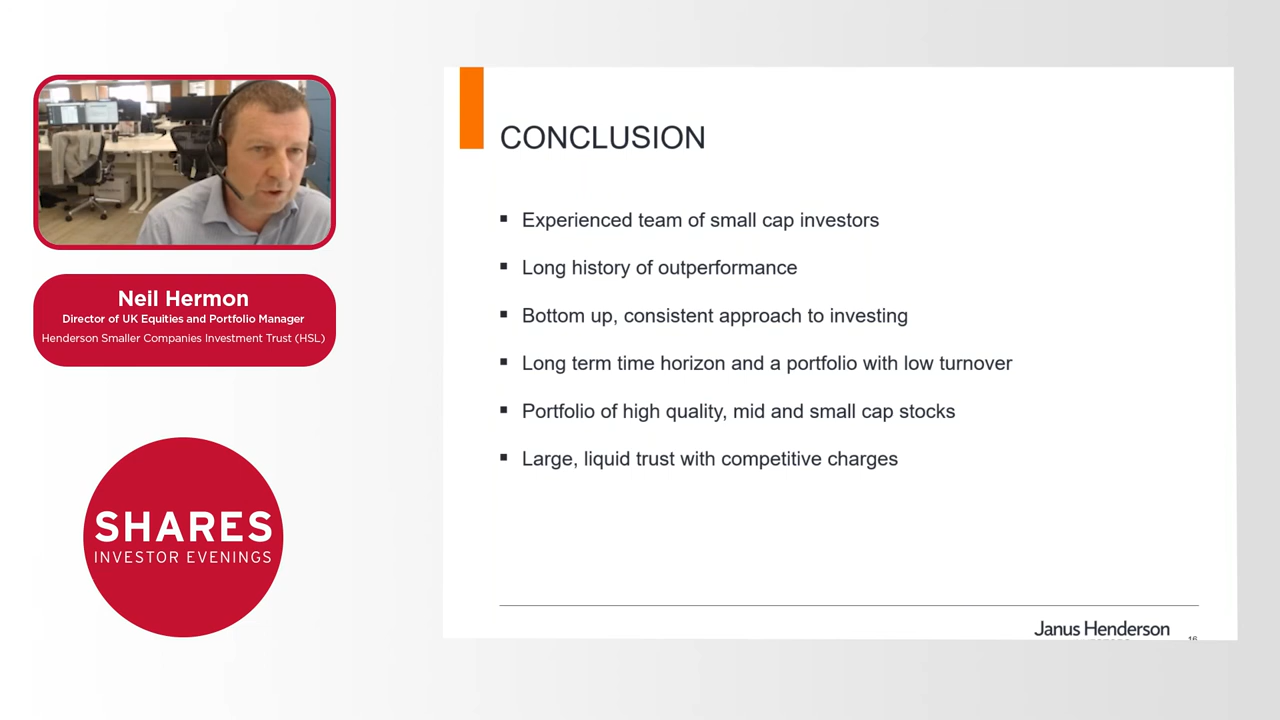 Neil Hermon
Director of UK Equities and Portfolio Manager
Henderson Smaller Companies Investment Trust (HSL)
SHARES
INVESTOR EVENINGS
CONCLUSION
▪ Experienced team of small cap investors
▪ Long history of outperformance
▪ Bottom up, consistent approach to investing
▪ Long term time horizon and a portfolio with low turnover
▪ Portfolio of high quality, mid and small cap stocks
▪ Large, liquid trust with competitive charges
Janus Henderson